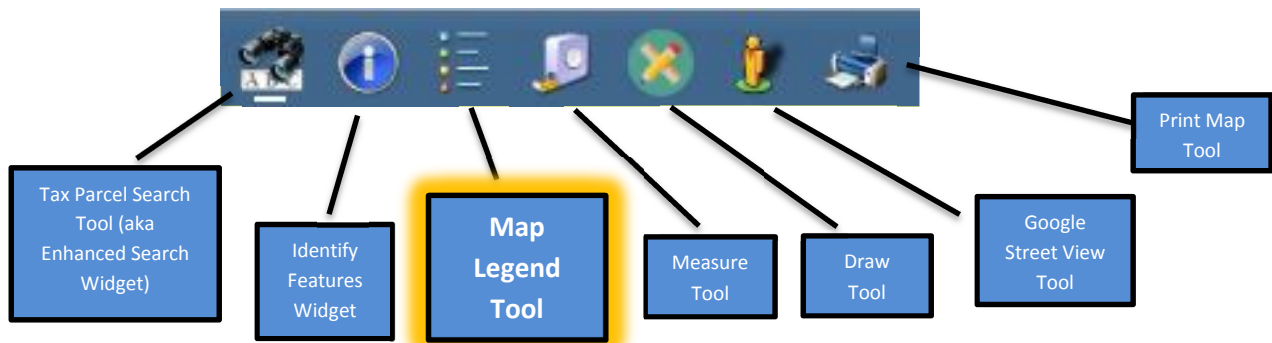 A
Print Map
Tool
Tax Parcel Search
Tool (aka
Enhanced Search
Widget)
Identify
Features
Widget
Map
Legend
Tool
Measure
Tool
Draw
Tool
Google
Street View
Tool